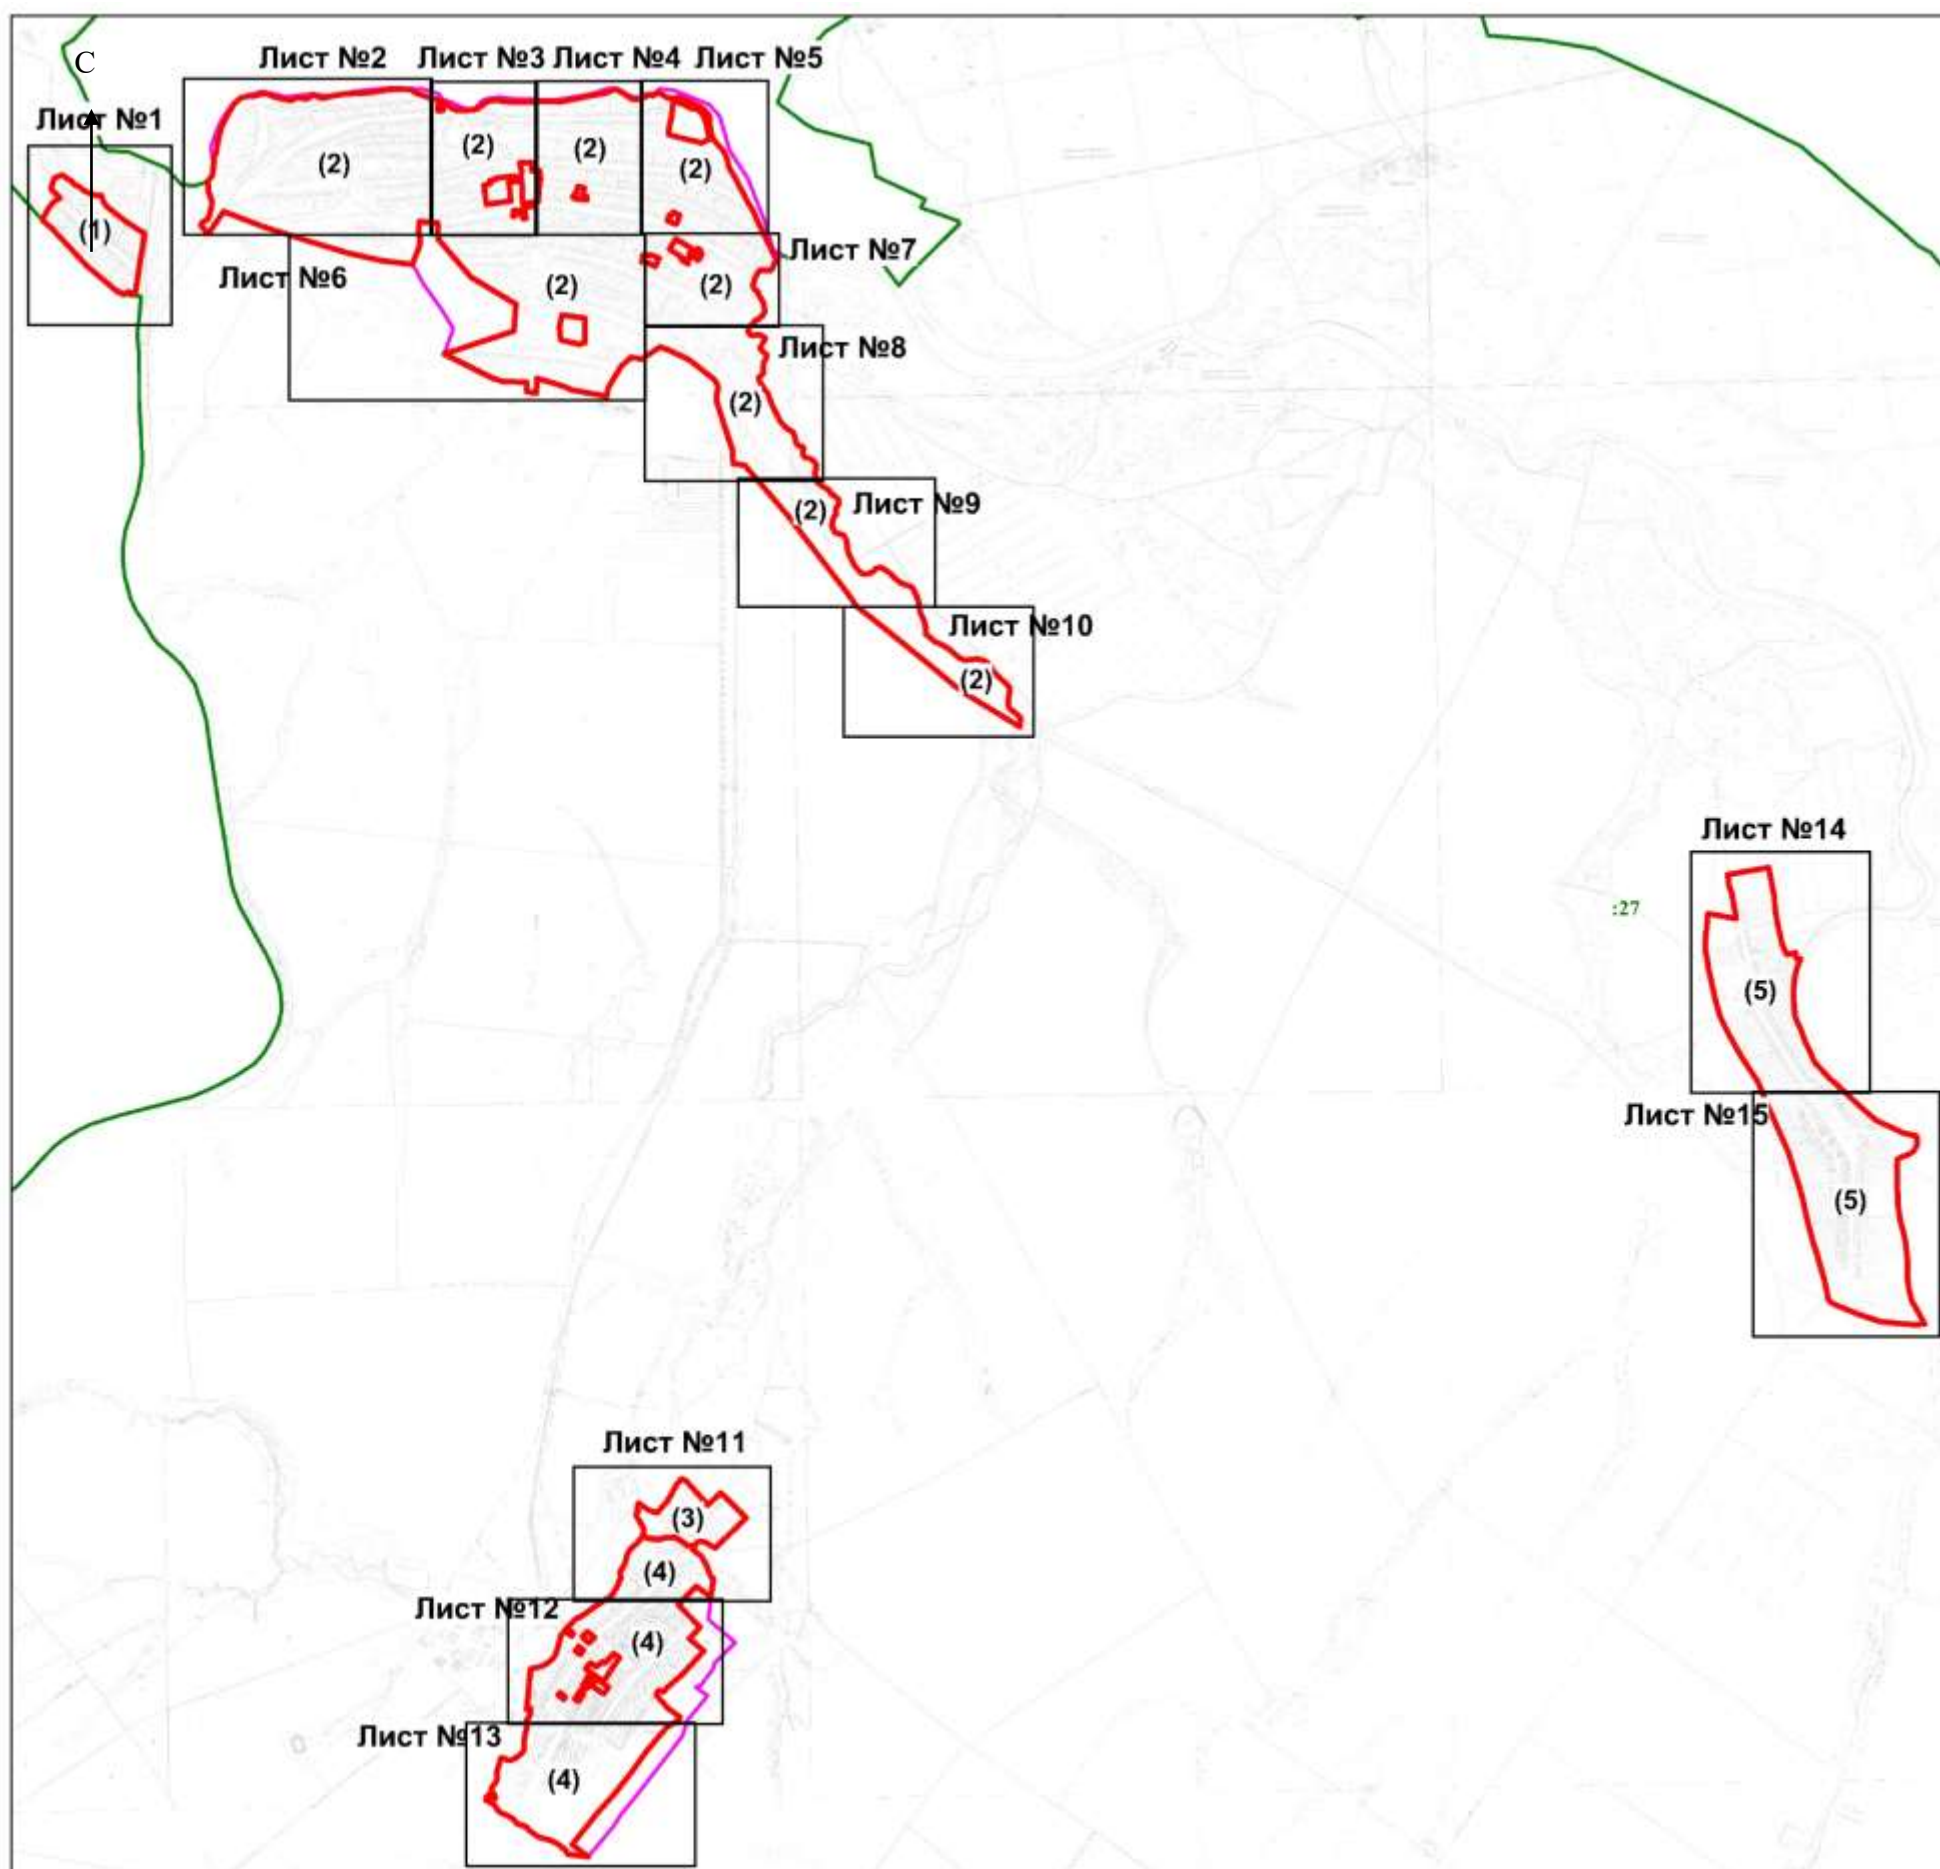 С
Лист №1
Лист №2
Лист №3
Лист №4
Лист №5
(1)
(2)
(2)
(2)
(2)
Лист №6
(2)
(2)
Лист №7
Лист №8
(2)
(2)
Лист №9
Лист №10
(2)
Лист №14
:27
(5)
Лист №15
(5)
Лист №11
(3)
(4)
Лист №12
(4)
Лист №13
(4)